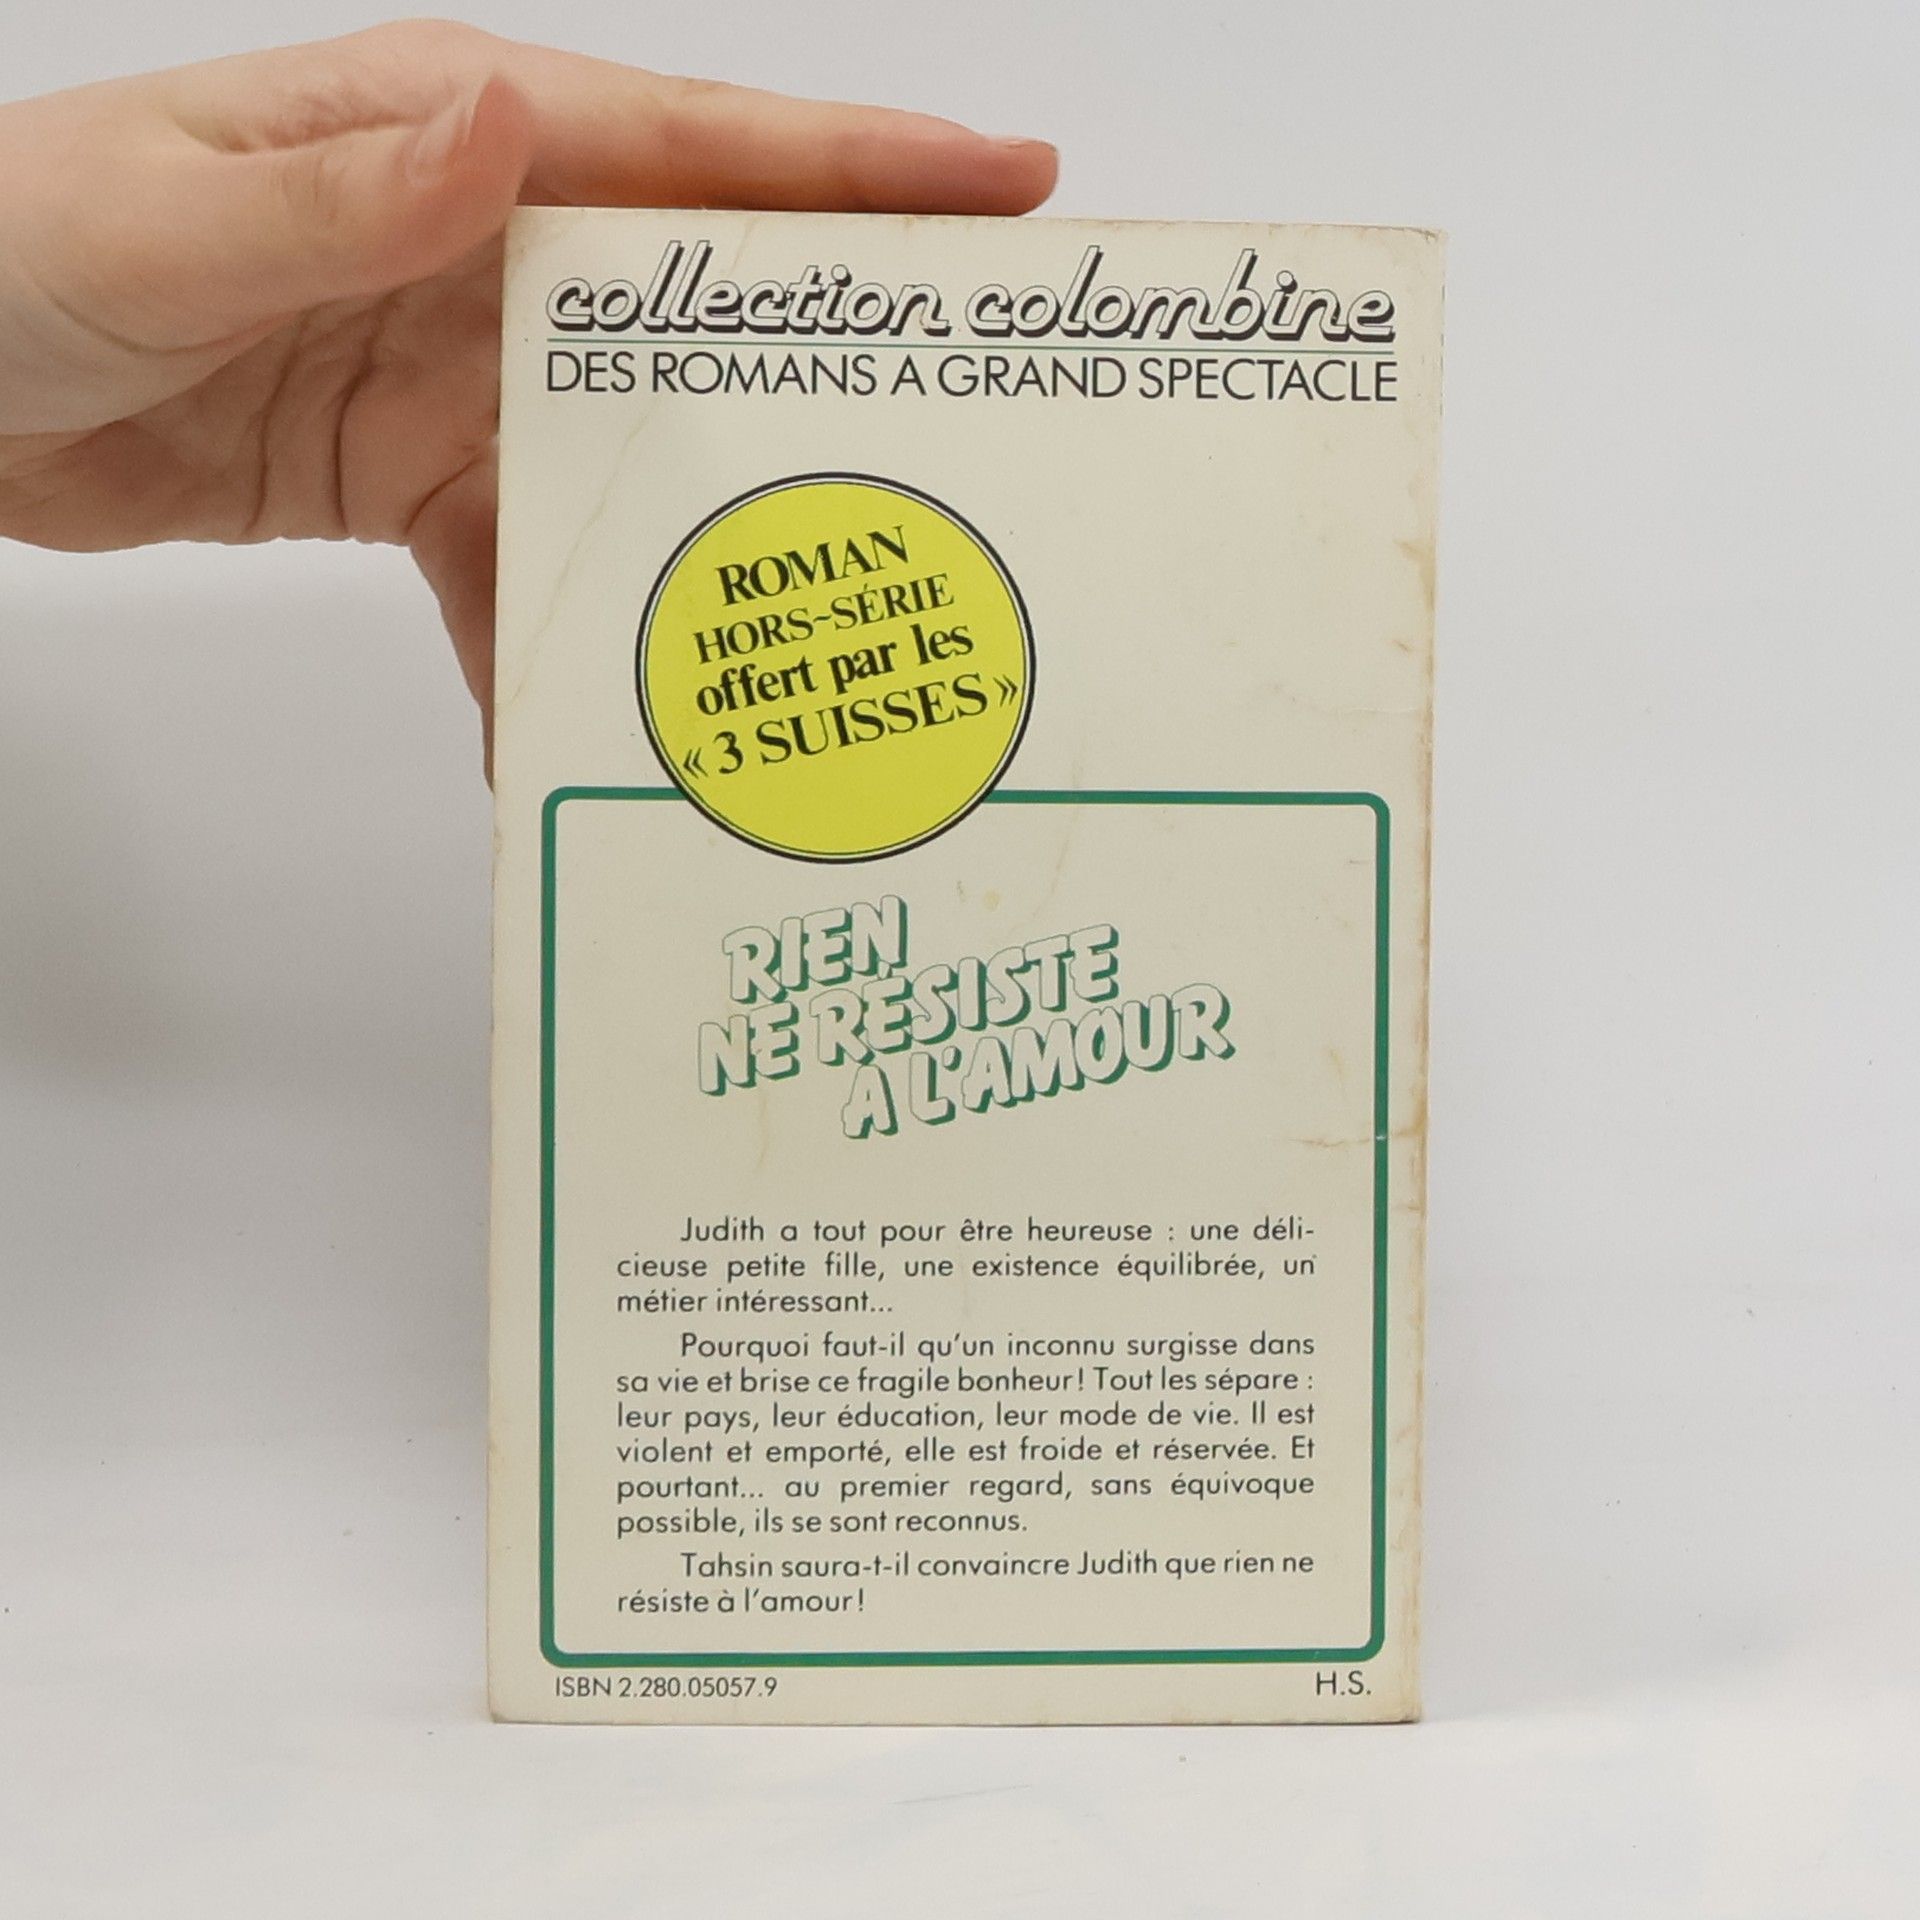 collection colombine
DES ROMANS A GRAND SPECTACLE
ROMAN
HORS-SÉRIE
offert par les
« 3 SUISSES »
RIEN
NE RÉSISTE
A L'AMOUR
Judith a tout pour être heureuse : une déli-
cieuse petite fille, une existence équilibrée, un
métier intéressant...
Pourquoi faut-il qu'un inconnu surgisse dans
sa vie et brise ce fragile bonheur! Tout les sépare :
leur pays, leur éducation, leur mode de vie. Il est
violent et emporté, elle est froide et réservée. Et
pourtant... au premier regard, sans équivoque
possible, ils se sont reconnus.
Tahsin saura-t-il convaincre Judith que rien ne
résiste à l'amour!
ISBN 2.280.05057.9
H.S.